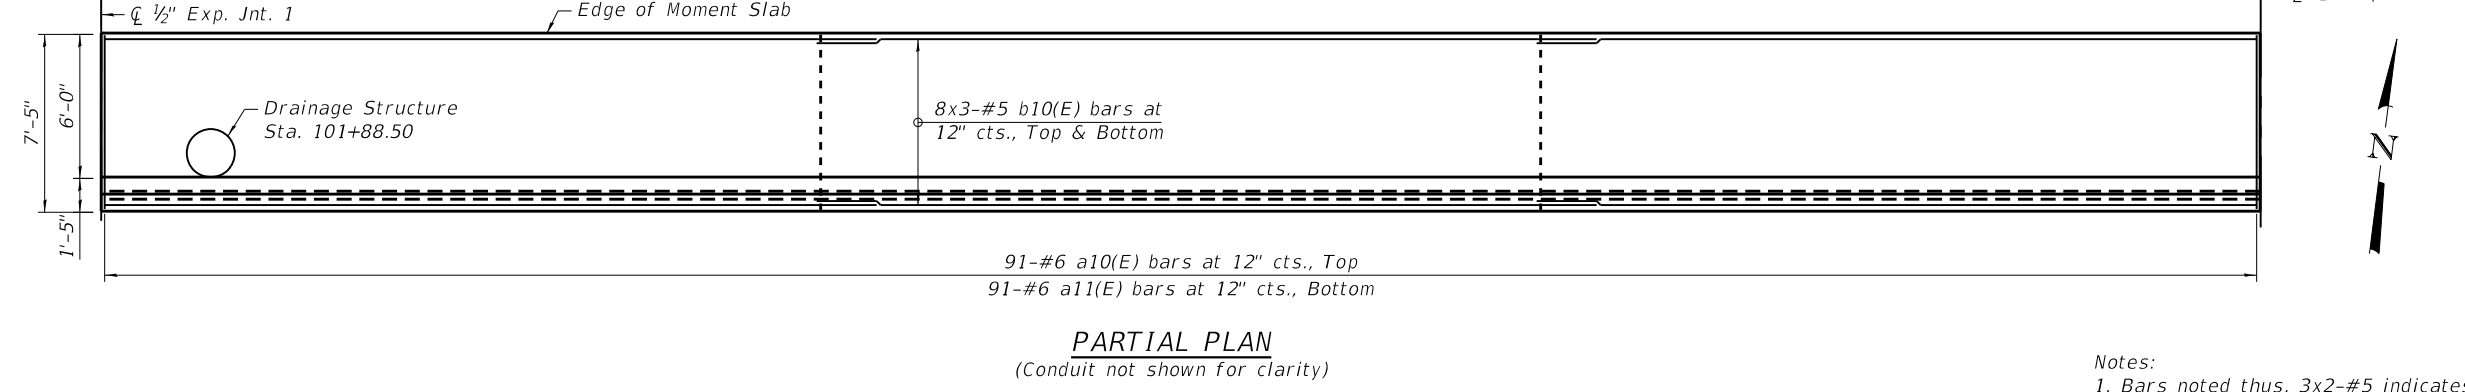 ℄ ½" Exp. Jnt. 1
Edge of Moment Slab
7'-5"
6'-0"
1'-5"
Drainage Structure
Sta. 101+88.50
8x3-#5 b10(E) bars at
12" cts., Top & Bottom
N
91-#6 a10(E) bars at 12" cts., Top
91-#6 a11(E) bars at 12" cts., Bottom
PARTIAL PLAN
(Conduit not shown for clarity)
Notes:
1. Bars noted thus, 3x2-#5 indicates